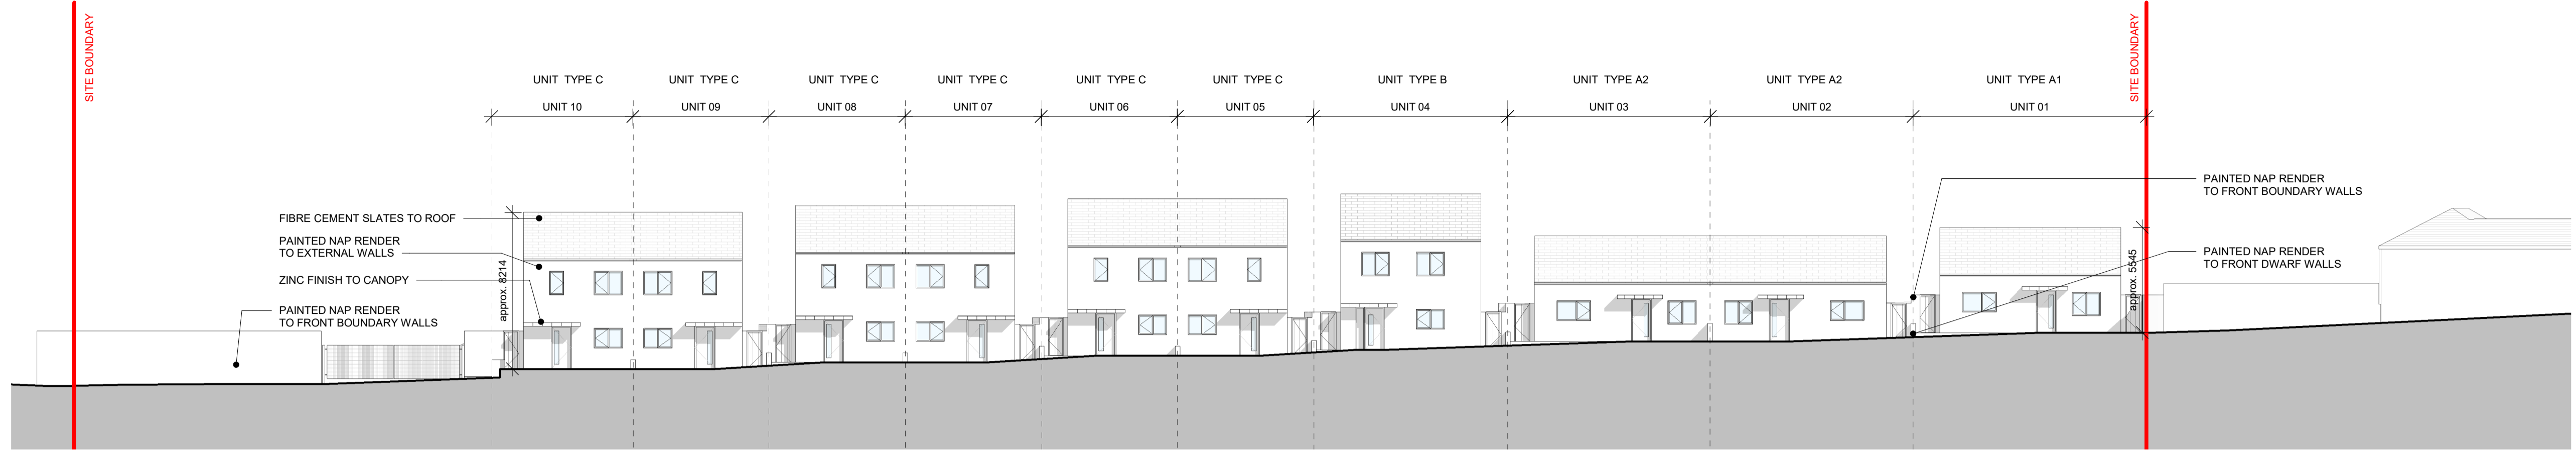 SITE BOUNDARY
SITE BOUNDARY
UNIT TYPE C
UNIT TYPE C
UNIT TYPE C
UNIT TYPE C
UNIT TYPE C
UNIT TYPE C
UNIT TYPE B
UNIT TYPE A2
UNIT TYPE A2
UNIT TYPE A1
UNIT 10
UNIT 09
UNIT 08
UNIT 07
UNIT 06
UNIT 05
UNIT 04
UNIT 03
UNIT 02
UNIT 01
FIBRE CEMENT SLATES TO ROOF
PAINTED NAP RENDER
TO EXTERNAL WALLS
ZINC FINISH TO CANOPY
PAINTED NAP RENDER
TO FRONT BOUNDARY WALLS
approx. 8214
approx. 5545
PAINTED NAP RENDER
TO FRONT BOUNDARY WALLS
PAINTED NAP RENDER
TO FRONT DWARF WALLS